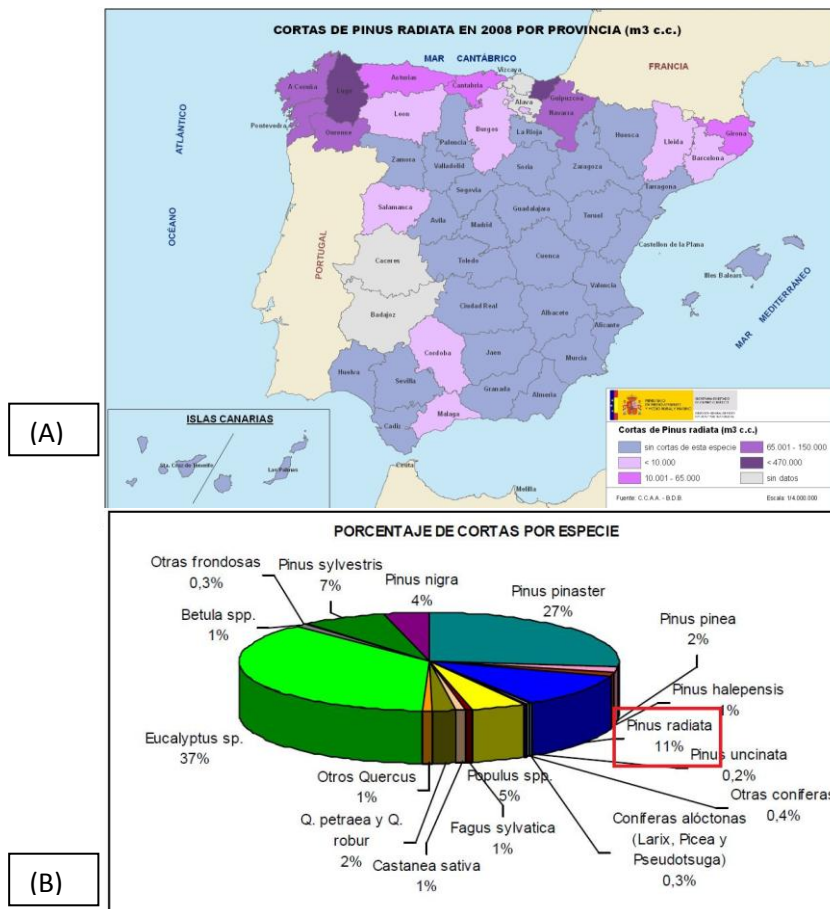 CORTAS DE PINUS RADIATA EN 2008 POR PROVINCIA (m3 c.c.)
MAR CANTÁBRICO
FRANCIA
OCÉANO ATLÁNTICO
PORTUGAL
MAR MEDITERRÁNEO
A Coruña
Lugo
Pontevedra
Ourense
Asturias
Cantabria
Vizcaya
Guipuzcoa
Alava
Navarra
Leon
Palencia
Burgos
La Rioja
Huesca
Lleida
Girona
Barcelona
Zamora
Valladolid
Soria
Zaragoza
Tarragona
Segovia
Salamanca
Avila
Madrid
Guadalajara
Teruel
Castellon de la Plana
Illes Balears
Caceres
Toledo
Cuenca
Valencia
Badajoz
Ciudad Real
Albacete
Alicante
Cordoba
Jaen
Murcia
Huelva
Sevilla
Granada
Almeria
Cadiz
Malaga
Ceuta
Melilla
ISLAS CANARIAS
Sta. Cruz de Tenerife
Las Palmas
Cortas de Pinus radiata (m3 c.c.)
sin cortas de esta especie
< 10.000
10.001 - 65.000
65.001 - 150.000
< 470.000
sin datos
Fuente: C.C.A.A. - B.D.B
Escala: 1/4.000.000
(A)
PORCENTAJE DE CORTAS POR ESPECIE
Otras frondosas
0,3%
Pinus sylvestris
7%
Pinus nigra
4%
Pinus pinaster
27%
Betula spp.
1%
Pinus pinea
2%
Pinus halepensis
1%
Pinus radiata
11%
Pinus uncinata
0,2%
Otras coníferas
0,4%
Eucalyptus sp.
37%
Otros Quercus
1%
Populus spp.
5%
Q. petraea y Q.
robur
2%
Fagus sylvatica
1%
Castanea sativa
1%
Coníferas alóctonas
(Larix, Picea y
Pseudotsuga)
0,3%
(B)